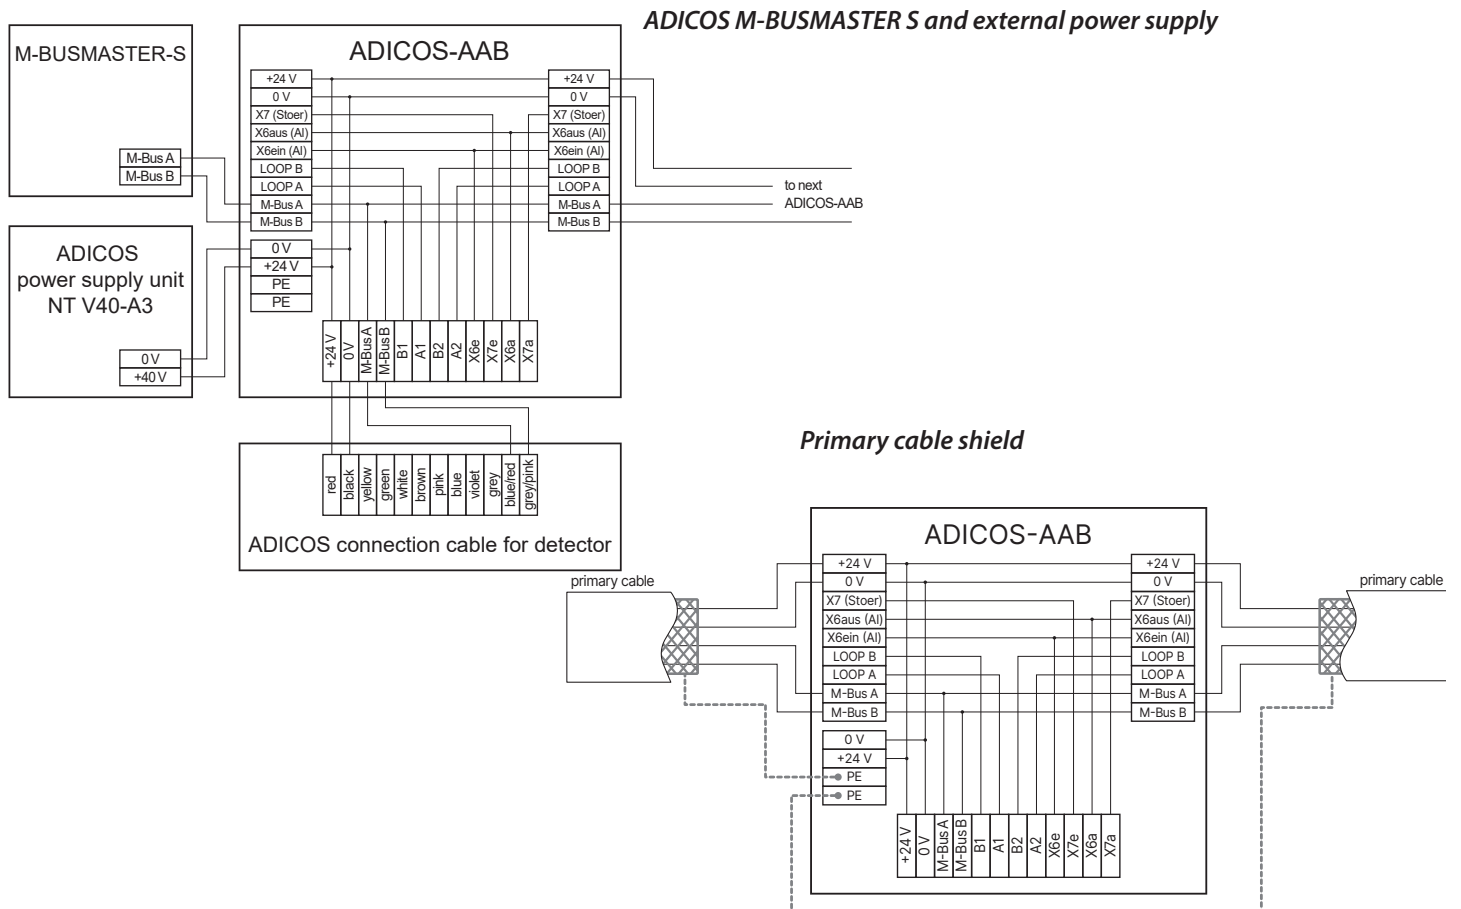 ADICOS M-BUSMASTER S and external power supply
M-BUSMASTER-S
M-Bus A
M-Bus B
ADICOS
power supply unit
NT V40-A3
0 V
+40 V
ADICOS-AAB
+24 V
0 V
X7 (Stoer)
X6aus (Al)
X6ein (Al)
LOOP B
LOOP A
M-Bus A
M-Bus B
0 V
+24 V
PE
PE
+24 V
0 V
X7 (Stoer)
X6aus (Al)
X6ein (Al)
LOOP B
LOOP A
M-Bus A
M-Bus B
to next
ADICOS-AAB
+24 V
0 V
M-Bus A
M-Bus B
B1
A1
B2
A2
X6e
X7e
X6a
X7a
red
black
yellow
green
white
brown
pink
blue
violet
grey
blue/red
grey/pink
ADICOS connection cable for detector
Primary cable shield
primary cable
ADICOS-AAB
+24 V
0 V
X7 (Stoer)
X6aus (Al)
X6ein (Al)
LOOP B
LOOP A
M-Bus A
M-Bus B
0 V
+24 V
PE
PE
+24 V
0 V
X7 (Stoer)
X6aus (Al)
X6ein (Al)
LOOP B
LOOP A
M-Bus A
M-Bus B
primary cable
+24 V
0 V
M-Bus A
M-Bus B
B1
A1
B2
A2
X6e
X7e
X6a
X7a